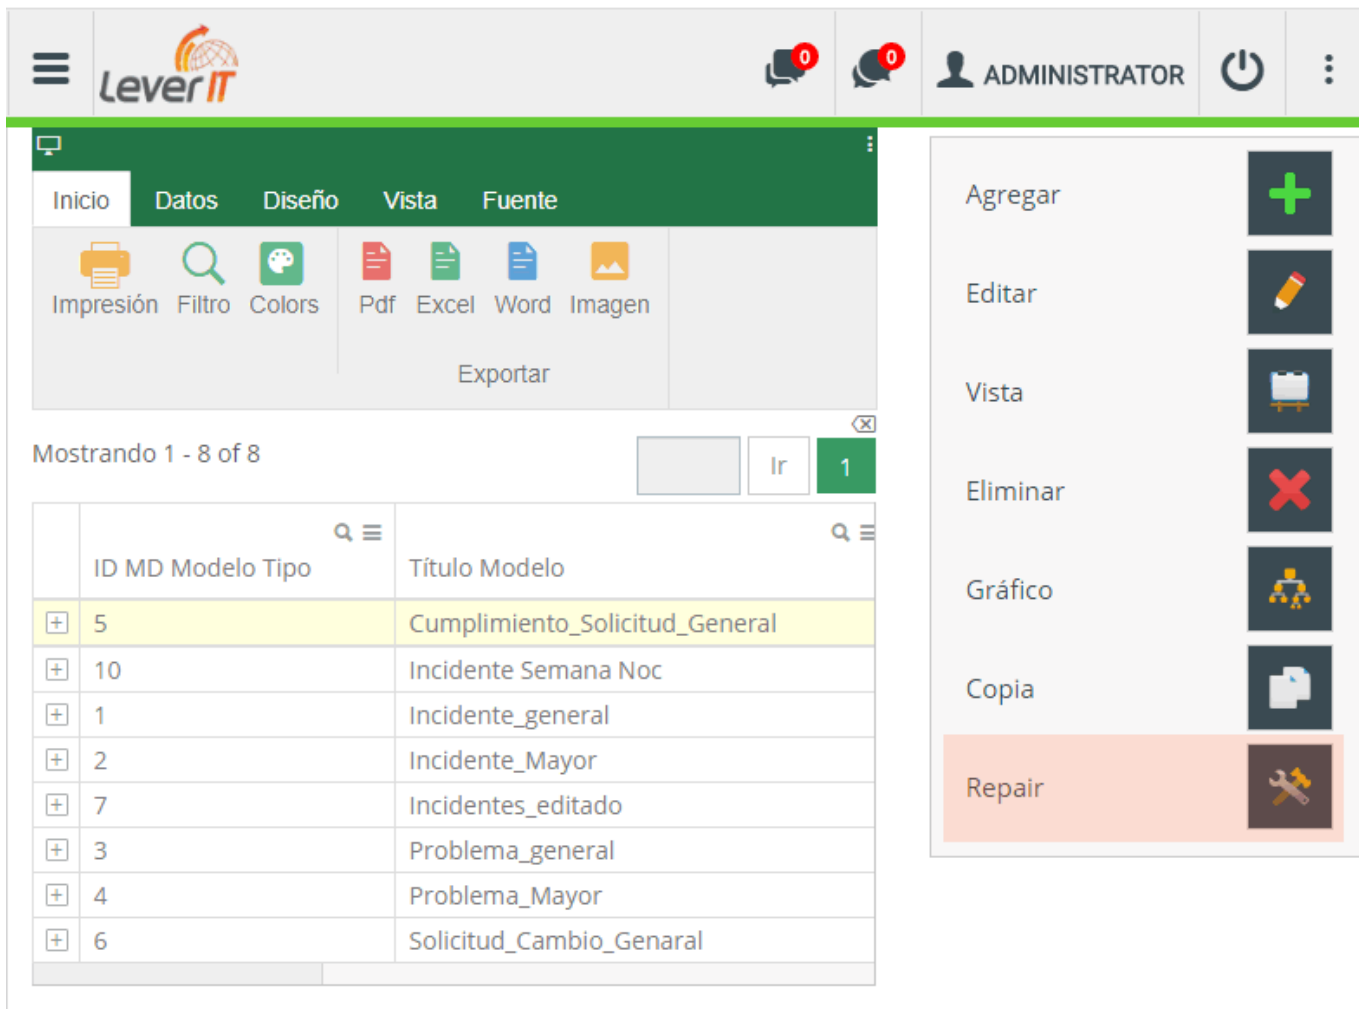 LeverIT
0
0
ADMINISTRATOR
Inicio Datos Diseño Vista Fuente
Impresión Filtro Colors Pdf Excel Word Imagen
Exportar
Mostrando 1 - 8 of 8
Ir 1
ID MD Modelo Tipo Título Modelo
5 Cumplimiento_Solicitud_General
10 Incidente Semana Noc
1 Incidente_general
2 Incidente_Mayor
7 Incidentes_editado
3 Problema_general
4 Problema_Mayor
6 Solicitud_Cambio_Genaral
Agregar
Editar
Vista
Eliminar
Gráfico
Copia
Repair